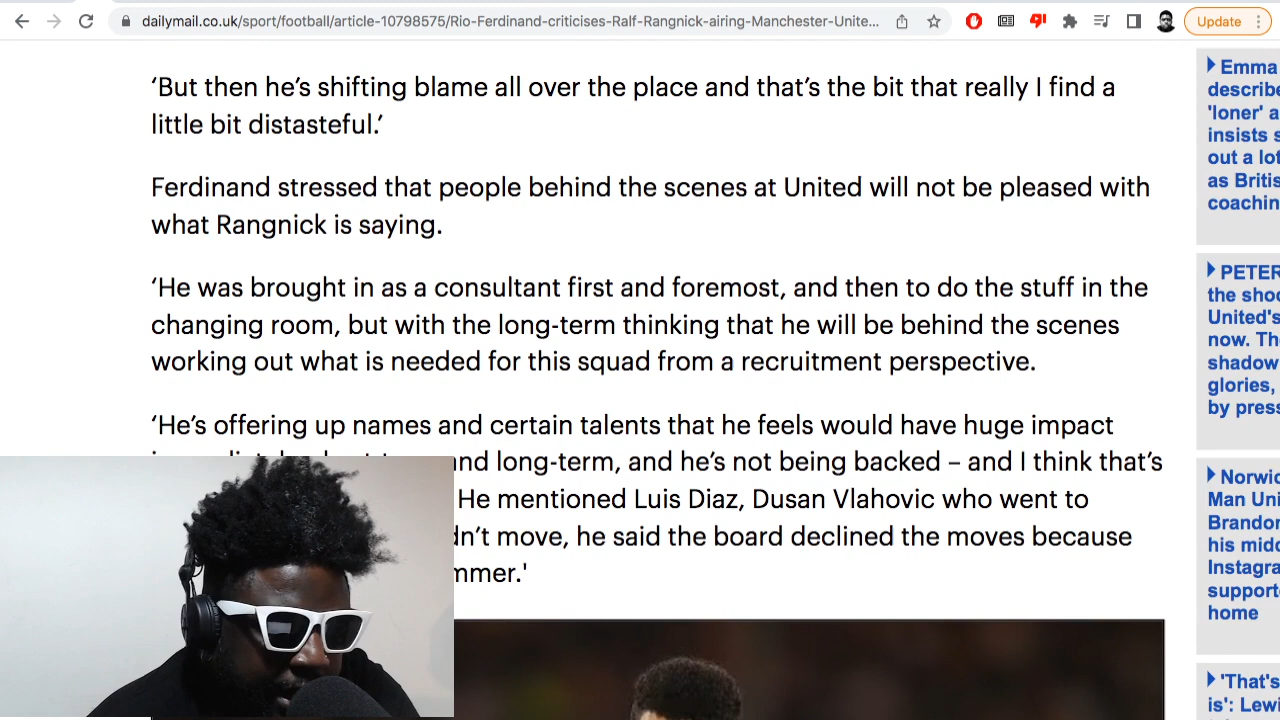 dailymail.co.uk/sport/football/article-10798575/Rio-Ferdinand-criticises-Ralf-Rangnick-airing-Manchester-Unite...
Update
‘But then he’s shifting blame all over the place and that’s the bit that really I find a
little bit distasteful.’
Ferdinand stressed that people behind the scenes at United will not be pleased with
what Rangnick is saying.
‘He was brought in as a consultant first and foremost, and then to do the stuff in the
changing room, but with the long-term thinking that he will be behind the scenes
working out what is needed for this squad from a recruitment perspective.
‘He’s offering up names and certain talents that he feels would have huge impact
and long-term, and he’s not being backed – and I think that’s
He mentioned Luis Diaz, Dusan Vlahovic who went to
dn’t move, he said the board declined the moves because
mmer.'
Emma
describe
'loner' a
insists s
out a lot
as Britis
coachin
PETER
the shoo
United's
now. Th
shadow
glories,
by press
Norwic
Man Uni
Brandon
his midd
Instagra
support
home
'That's
is': Lewi